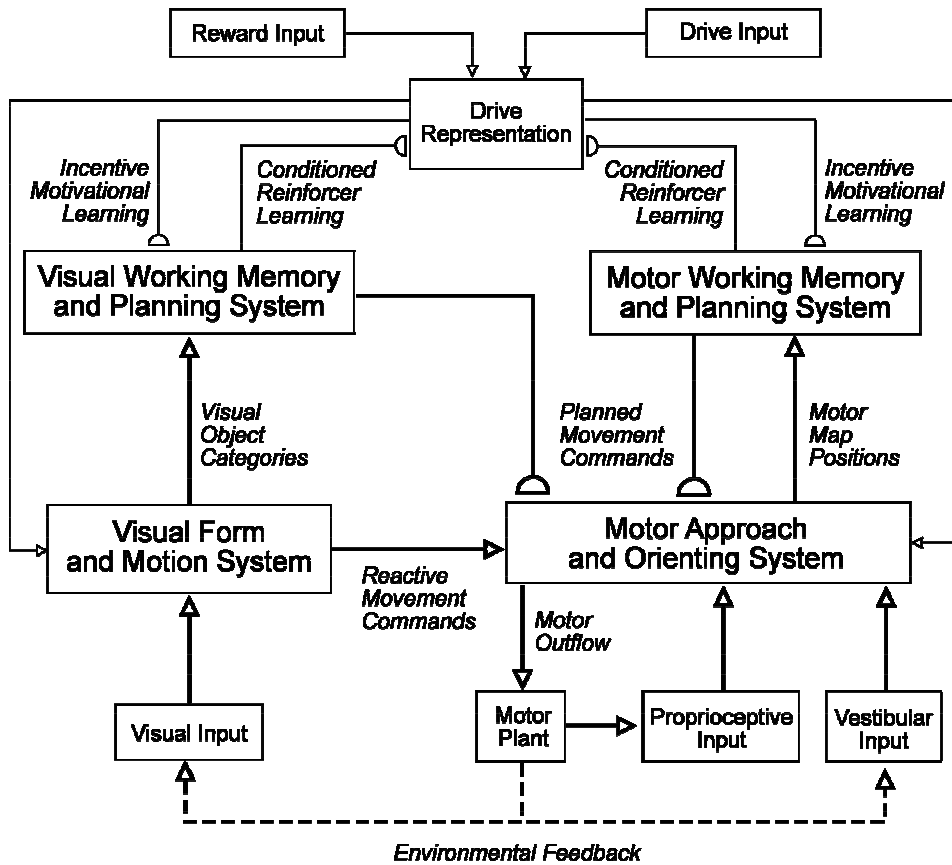 Reward Input
Drive Input
Drive
Representation
Incentive
Motivational
Learning
Conditioned
Reinforcer
Learning
Conditioned
Reinforcer
Learning
Incentive
Motivational
Learning
Visual Working Memory
and Planning System
Motor Working Memory
and Planning System
Visual
Object
Categories
Planned
Movement
Commands
Motor
Map
Positions
Visual Form
and Motion System
Motor Approach
and Orienting System
Reactive
Movement
Commands
Motor
Outflow
Visual Input
Motor
Plant
Proprioceptive
Input
Vestibular
Input
Environmental Feedback